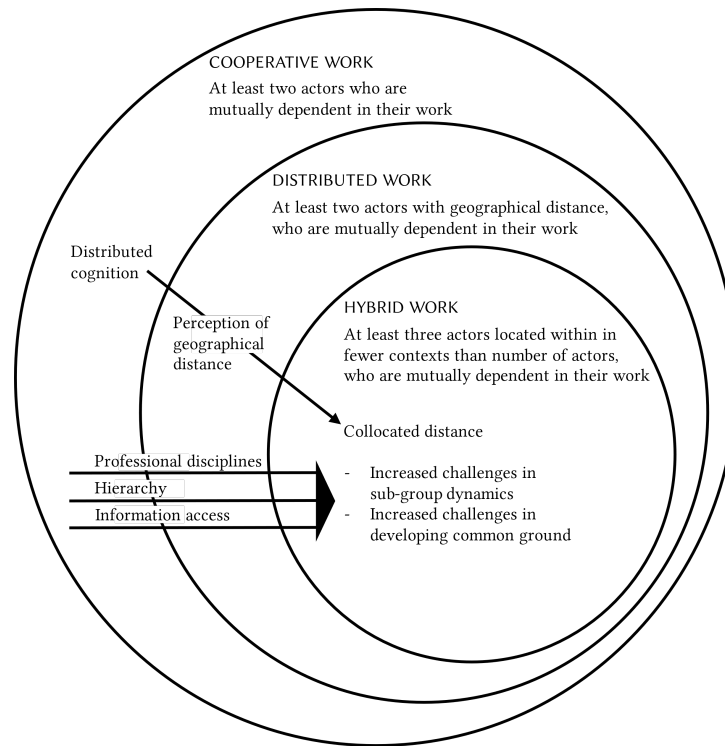 COOPERATIVE WORK
At least two actors who are
mutually dependent in their work
DISTRIBUTED WORK
At least two actors with geographical distance,
who are mutually dependent in their work
Distributed
cognition
HYBRID WORK
At least three actors located within in
fewer contexts than number of actors,
who are mutually dependent in their work
Perception of
geographical
distance
Collocated distance
Professional disciplines
Hierarchy
Information access
- Increased challenges in
sub-group dynamics
- Increased challenges in
developing common ground